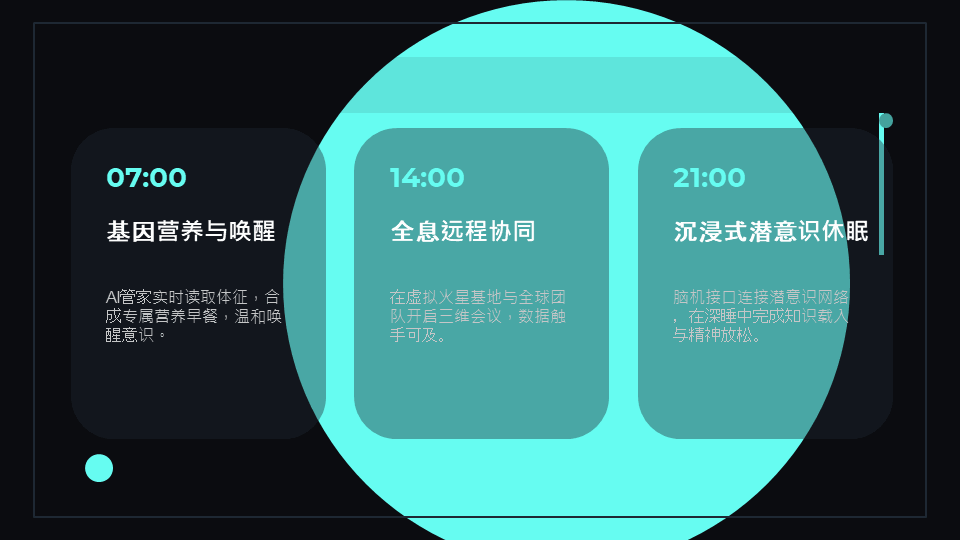 07:00
基因营养与唤醒
AI管家实时读取体征，合
成专属营养早餐，温和唤
醒意识。
14:00
全息远程协同
在虚拟火星基地与全球团
队开启三维会议，数据触
手可及。
21:00
沉浸式潜意识休眠
脑机接口连接潜意识网络
，在深睡中完成知识载入
与精神放松。